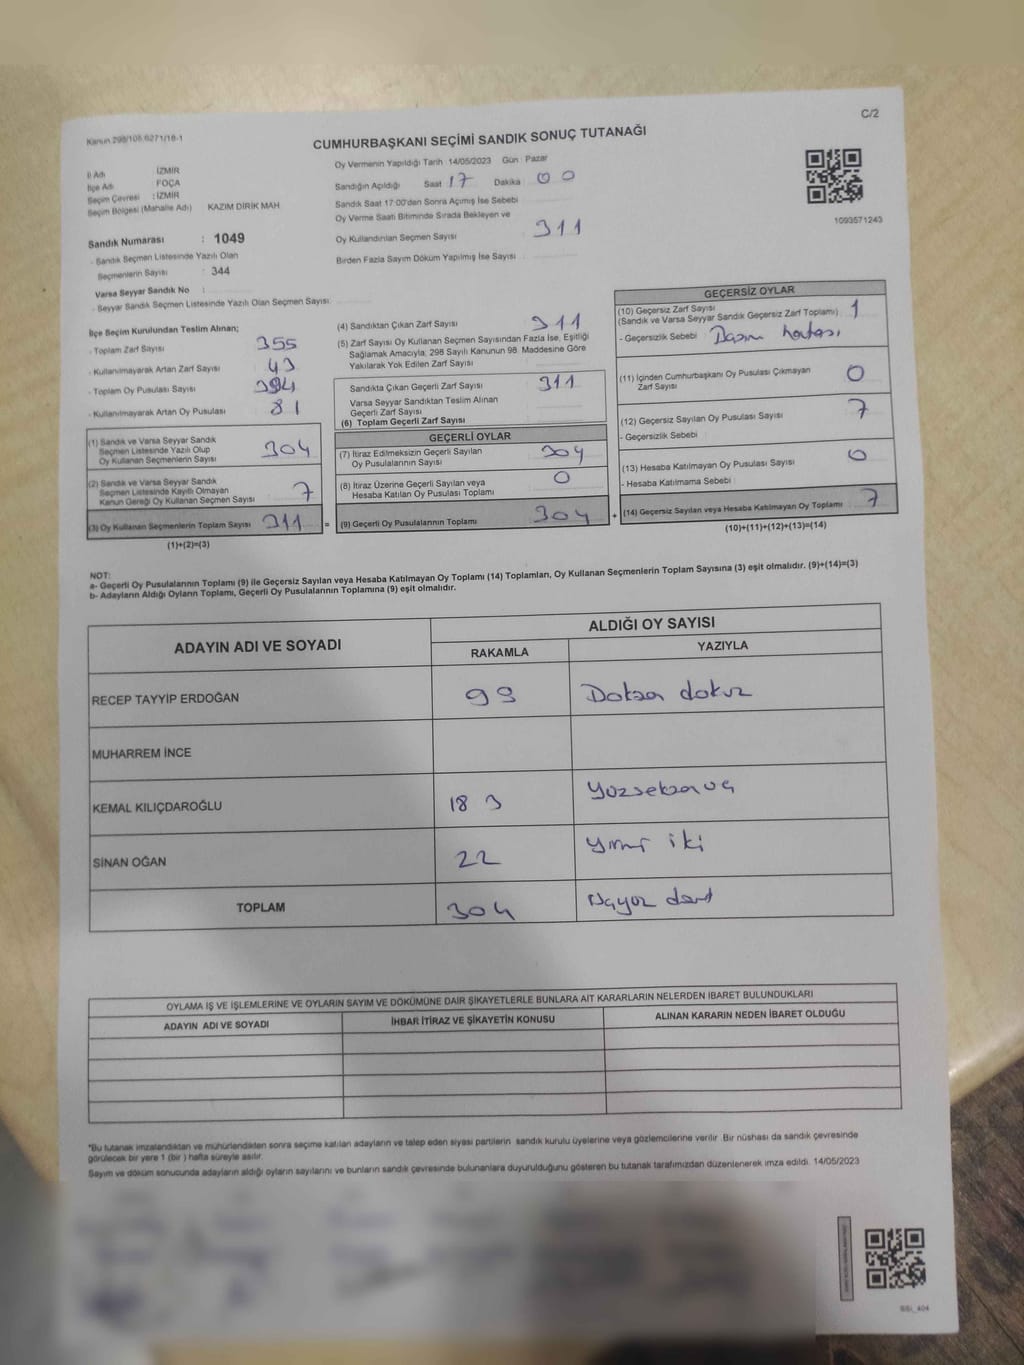 C/2
Kanun 298/105 6271/18-1
CUMHURBAŞKANI SEÇİMİ SANDIK SONUÇ TUTANAĞI
İl Adı İZMİR
İlçe Adı FOÇA
Seçim Çevresi : İZMİR
Seçim Bölgesi (Mahalle Adı) KAZIM DİRİK MAH
Sandık Numarası : 1049
- Sandık Seçmen Listesinde Yazılı Olan
Seçmenlerin Sayısı : 344
Varsa Seyyar Sandık No :
- Seyyar Sandık Seçmen Listesinde Yazılı Olan Seçmen Sayısı:
Oy Vermenin Yapıldığı Tarih 14/05/2023 Gün : Pazar
Sandığın Açıldığı Saat 17 Dakika 00
Sandık Saat 17:00'den Sonra Açımış İse Sebebi
Oy Verme Saati Bitiminde Sırada Bekleyen ve
Oy Kullandırılan Seçmen Sayısı 311
Birden Fazla Sayım Döküm Yapılmış İse Sayısı
1093571243
İlçe Seçim Kurulundan Teslim Alınan;
- Toplam Zarf Sayısı 355
- Kullanılmayarak Artan Zarf Sayısı 43
- Toplam Oy Pusulası Sayısı
- Kullanılmayarak Artan Oy Pusulası 81
(1) Sandık ve Varsa Seyyar Sandık
Seçmen Listesinde Yazılı Olup
Oy Kullanan Seçmenlerin Sayısı 304
(2) Sandık ve Varsa Seyyar Sandık
Seçmen Listesinde Kayıtlı Olmayan
Kanun Gereği Oy Kullanan Seçmen Sayısı 7
(3) Oy Kullanan Seçmenlerin Toplam Sayısı 311 =
(1)+(2)=(3)
(4) Sandıktan Çıkan Zarf Sayısı 311
(5) Zarf Sayısı Oy Kullanan Seçmen Sayısından Fazla İse, Eşitliği
Sağlamak Amacıyla, 298 Sayılı Kanunun 98. Maddesine Göre
Yakılarak Yok Edilen Zarf Sayısı
Sandıkta Çıkan Geçerli Zarf Sayısı 311
Varsa Seyyar Sandıktan Teslim Alınan
Geçerli Zarf Sayısı
(6) Toplam Geçerli Zarf Sayısı
GEÇERLİ OYLAR
(7) İtiraz Edilmeksizin Geçerli Sayılan
Oy Pusulalarının Sayısı 304
(8) İtiraz Üzerine Geçerli Sayılan veya
Hesaba Katılan Oy Pusulası Toplamı 0
(9) Geçerli Oy Pusulalarının Toplamı 304 +
GEÇERSİZ OYLAR
(10) Geçersiz Zarf Sayısı
(Sandık ve Varsa Seyyar Sandık Geçersiz Zarf Toplamı) 1
- Geçersizlik Sebebi Basım hatası
(11) İçinden Cumhurbaşkanı Oy Pusulası Çıkmayan
Zarf Sayısı 0
(12) Geçersiz Sayılan Oy Pusulası Sayısı 7
- Geçersizlik Sebebi
(13) Hesaba Katılmayan Oy Pusulası Sayısı 0
- Hesaba Katılmama Sebebi
(14) Geçersiz Sayılan veya Hesaba Katılmayan Oy Toplamı 7
(10)+(11)+(12)+(13)=(14)
NOT:
a- Geçerli Oy Pusulalarının Toplamı (9) ile Geçersiz Sayılan veya Hesaba Katılmayan Oy Toplamı (14) Toplamları, Oy Kullanan Seçmenlerin Toplam Sayısına (3) eşit olmalıdır. (9)+(14)=(3)
b- Adayların Aldığı Oyların Toplamı, Geçerli Oy Pusulalarının Toplamına (9) eşit olmalıdır.
ADAYIN ADI VE SOYADI ALDIĞI OY SAYISI
RAKAMLA YAZIYLA
RECEP TAYYİP ERDOĞAN 99 Doksan dokuz
MUHARREM İNCE
KEMAL KILIÇDAROĞLU 183 Yüzseksenüç
SİNAN OĞAN 22 Yirmi iki
TOPLAM 304 dört
OYLAMA İŞ VE İŞLEMLERİNE VE OYLARIN SAYIM VE DÖKÜMÜNE DAİR ŞİKAYETLERLE BUNLARA AİT KARARLARIN NELERDEN İBARET BULUNDUKLARI
ADAYIN ADI VE SOYADI İHBAR İTİRAZ VE ŞİKAYETİN KONUSU ALINAN KARARIN NEDEN İBARET OLDUĞU
*Bu tutanak imzalandıktan ve mühürlendikten sonra seçime katılan adayların ve talep eden siyasi partilerin sandık kurulu üyelerine veya gözlemcilerine verilir. Bir nüshası da sandık çevresinde
görülecek bir yere 1 (bir) hafta süreyle asılır.
Sayım ve döküm sonucunda adayların aldığı oyların sayılarını ve bunların sandık çevresinde bulunanlara duyurulduğunu gösteren bu tutanak tarafımızdan düzenlenerek imza edildi. 14/05/2023